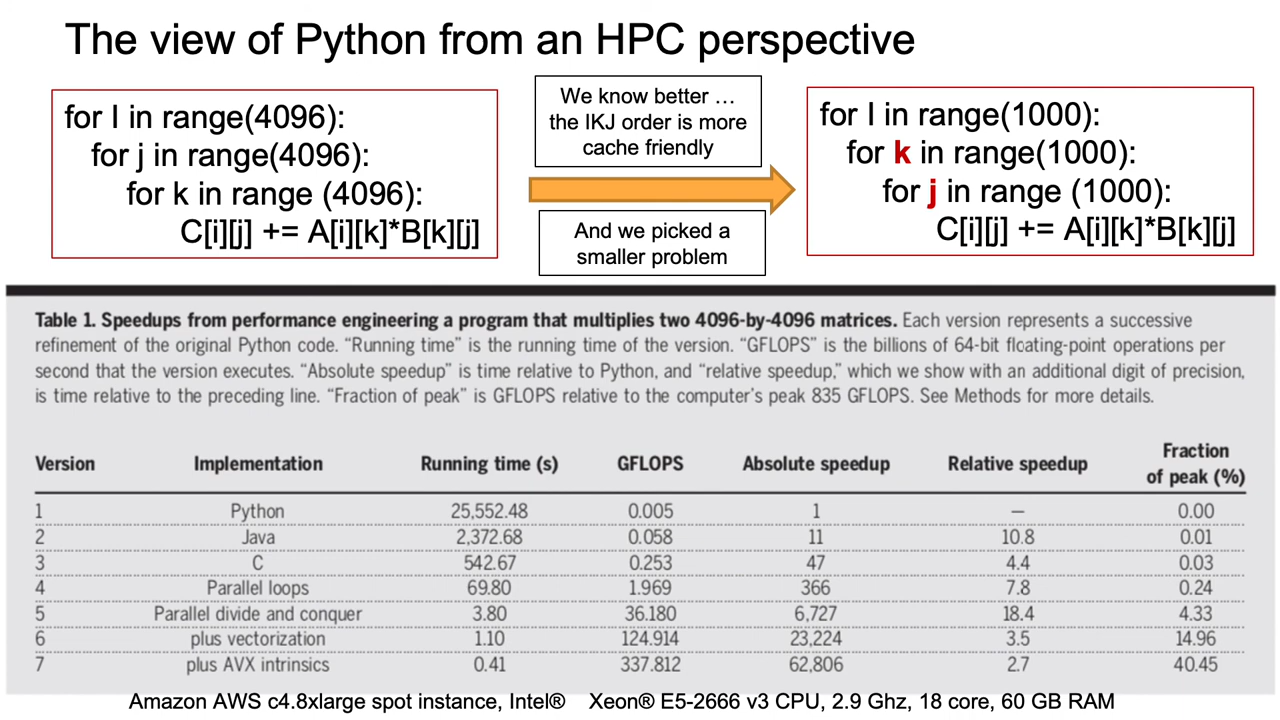 The view of Python from an HPC perspective
for I in range(4096):
for j in range(4096):
for k in range (4096):
C[i][j] += A[i][k]*B[k][j]
We know better …
the IKJ order is more
cache friendly
And we picked a
smaller problem
for I in range(1000):
for k in range(1000):
for j in range (1000):
C[i][j] += A[i][k]*B[k][j]
Table 1. Speedups from performance engineering a program that multiplies two 4096-by-4096 matrices. Each version represents a successive
refinement of the original Python code. “Running time” is the running time of the version. “GFLOPS” is the billions of 64-bit floating-point operations per
second that the version executes. “Absolute speedup” is time relative to Python, and “relative speedup,” which we show with an additional digit of precision,
is time relative to the preceding line. “Fraction of peak” is GFLOPS relative to the computer’s peak 835 GFLOPS. See Methods for more details.
Version Implementation Running time (s) GFLOPS Absolute speedup Relative speedup Fraction of peak (%)
1 Python 25,552.48 0.005 1 — 0.00
2 Java 2,372.68 0.058 11 10.8 0.01
3 C 542.67 0.253 47 4.4 0.03
4 Parallel loops 69.80 1.969 366 7.8 0.24
5 Parallel divide and conquer 3.80 36.180 6,727 18.4 4.33
6 plus vectorization 1.10 124.914 23,224 3.5 14.96
7 plus AVX intrinsics 0.41 337.812 62,806 2.7 40.45
Amazon AWS c4.8xlarge spot instance, Intel® Xeon® E5-2666 v3 CPU, 2.9 Ghz, 18 core, 60 GB RAM